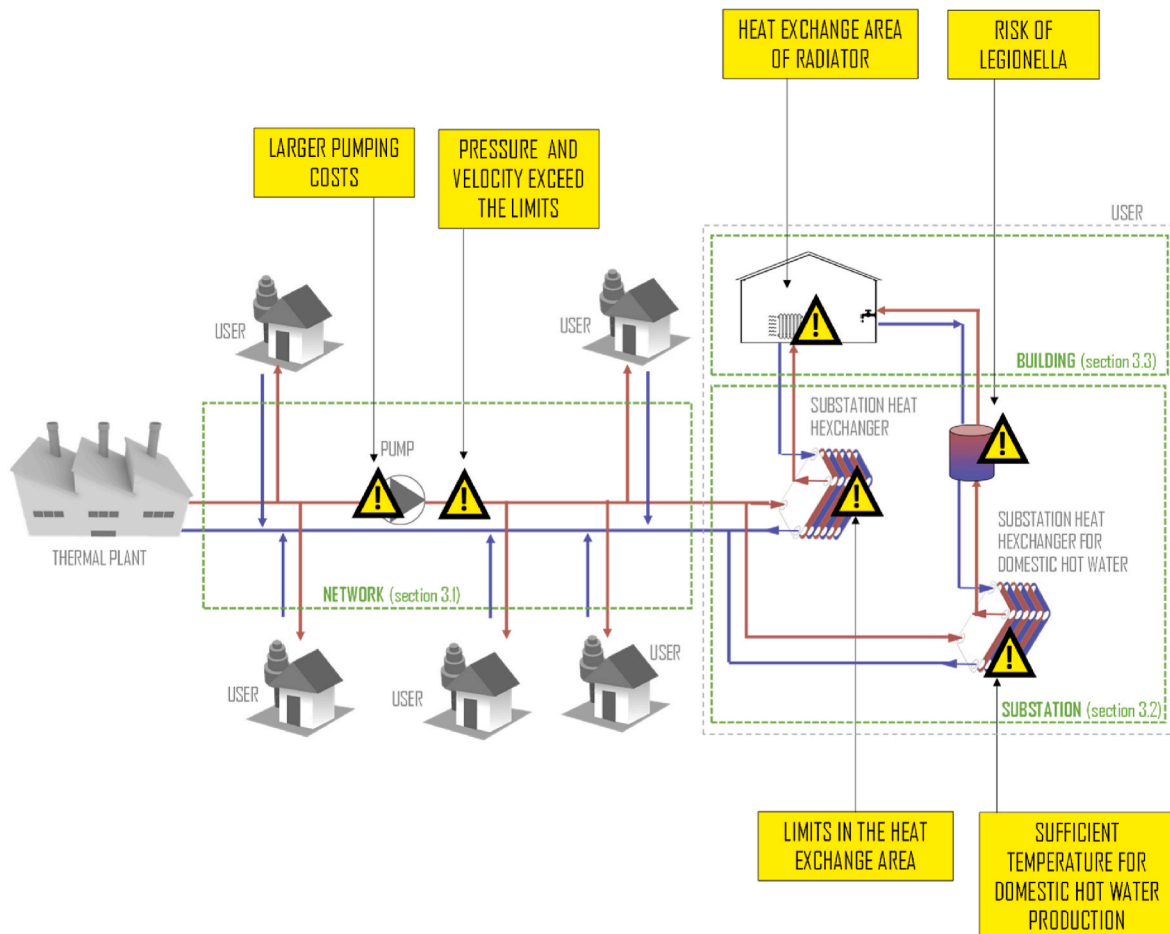 HEAT EXCHANGE AREA
OF RADIATOR
RISK OF
LEGIONELLA
LARGER PUMPING
COSTS
PRESSURE AND
VELOCITY EXCEED
THE LIMITS
USER
USER
USER
BUILDING (section 3.3)
SUBSTATION HEAT
HEXCHANGER
PUMP
THERMAL PLANT
SUBSTATION HEAT
HEXCHANGER FOR
DOMESTIC HOT WATER
NETWORK (section 3.1)
USER
USER
USER
SUBSTATION (section 3.2)
LIMITS IN THE HEAT
EXCHANGE AREA
SUFFICIENT
TEMPERATURE FOR
DOMESTIC HOT WATER
PRODUCTION